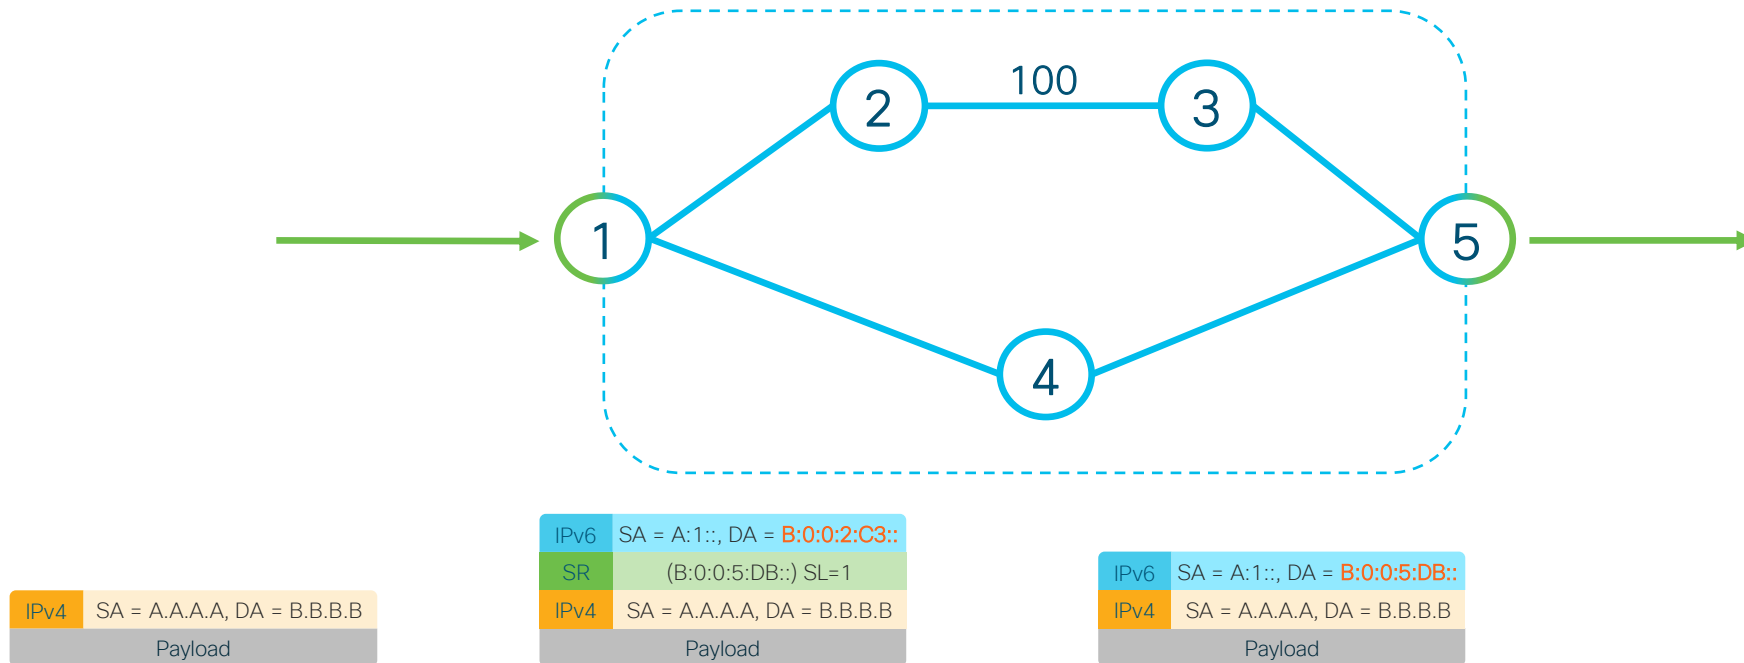 100
2
3
1
5
4
IPv6 SA = A:1::, DA = B:0:0:2:C3::
SR (B:0:0:5:DB::) SL=1
IPv4 SA = A.A.A.A, DA = B.B.B.B
Payload
IPv4 SA = A.A.A.A, DA = B.B.B.B
Payload
IPv6 SA = A:1::, DA = B:0:0:5:DB::
IPv4 SA = A.A.A.A, DA = B.B.B.B
Payload